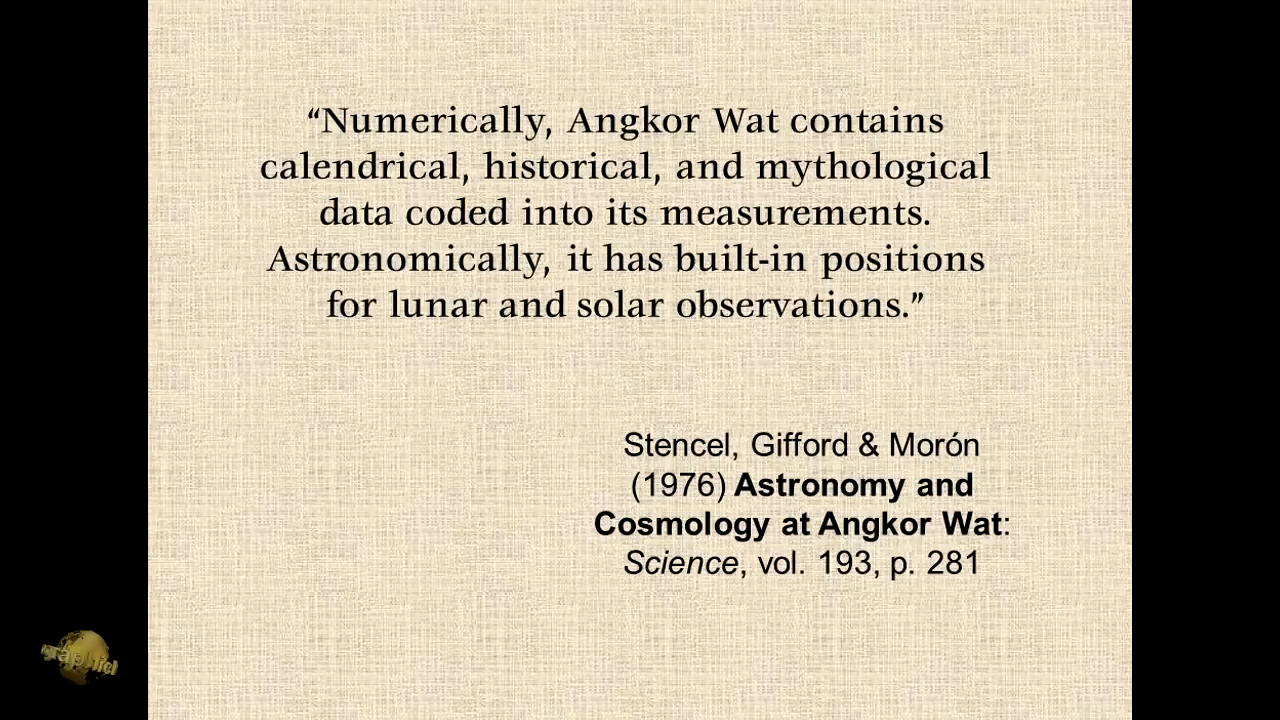 “Numerically, Angkor Wat contains
calendrical, historical, and mythological
data coded into its measurements.
Astronomically, it has built-in positions
for lunar and solar observations.”
Stencel, Gifford & Morón
(1976) Astronomy and
Cosmology at Angkor Wat:
Science, vol. 193, p. 281